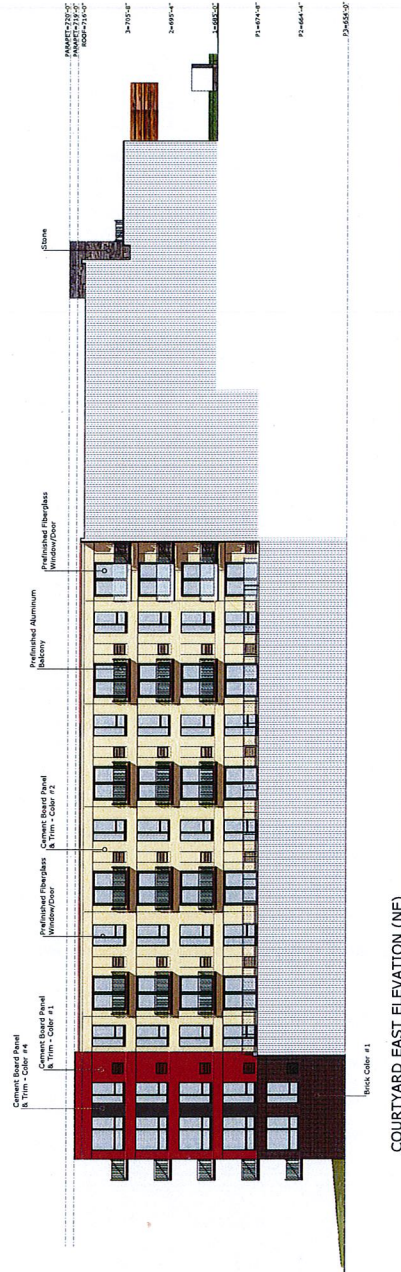 PARAPET=720'-0"
PARAPET=719'-0"
ROOF=716'-0"
3=705'-8"
2=695'-4"
1=685'-0"
P1=674'-8"
P2=664'-4"
P3=654'-0"
Cement Board Panel
& Trim - Color #4
Cement Board Panel
& Trim - Color #1
Prefinished Fiberglass
Window/Door
Cement Board Panel
& Trim - Color #2
Prefinished Aluminum
Balcony
Prefinished Fiberglass
Window/Door
Stone
Brick Color #1
COURTYARD EAST ELEVATION (NE)